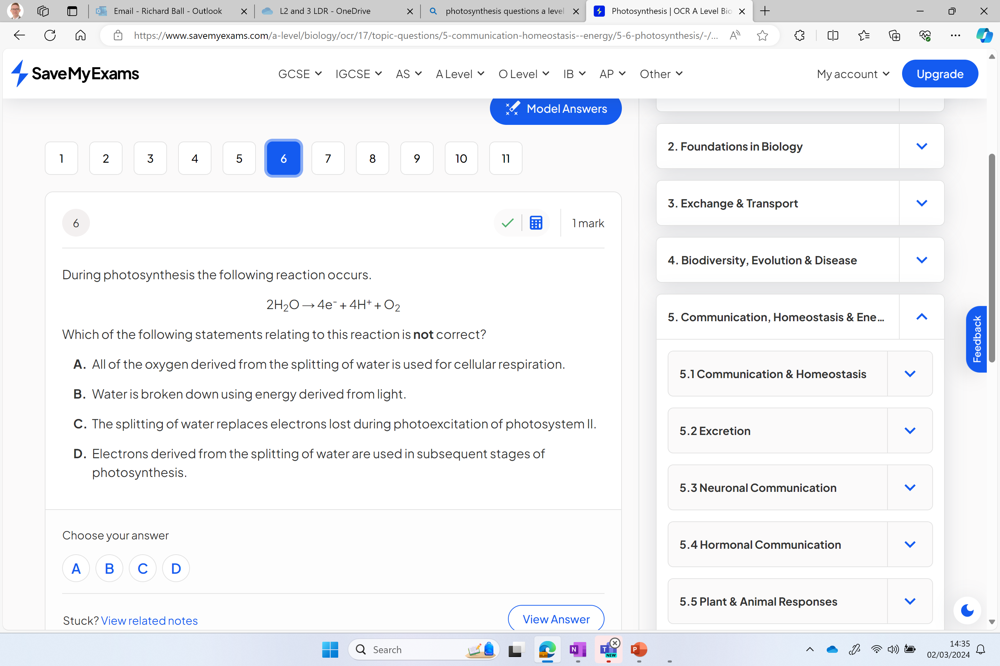 Email - Richard Ball - Outlook
L2 and 3 LDR - OneDrive
photosynthesis questions a level
Photosynthesis | OCR A Level Bio
https://www.savemyexams.com/a-level/biology/ocr/17/topic-questions/5-communication-homeostasis--energy/5-6-photosynthesis/-/...
SaveMyExams
GCSE
IGCSE
AS
A Level
O Level
IB
AP
Other
My account
Upgrade
Model Answers
1
2
3
4
5
6
7
8
9
10
11
6
1 mark
During photosynthesis the following reaction occurs.
2H₂O → 4e⁻ + 4H⁺ + O₂
Which of the following statements relating to this reaction is not correct?
A. All of the oxygen derived from the splitting of water is used for cellular respiration.
B. Water is broken down using energy derived from light.
C. The splitting of water replaces electrons lost during photoexcitation of photosystem II.
D. Electrons derived from the splitting of water are used in subsequent stages of
photosynthesis.
Choose your answer
A
B
C
D
Stuck? View related notes
View Answer
2. Foundations in Biology
3. Exchange & Transport
4. Biodiversity, Evolution & Disease
5. Communication, Homeostasis & Ene...
5.1 Communication & Homeostasis
5.2 Excretion
5.3 Neuronal Communication
5.4 Hormonal Communication
5.5 Plant & Animal Responses
Feedback
Search
N
T
NEW
P
14:35
02/03/2024